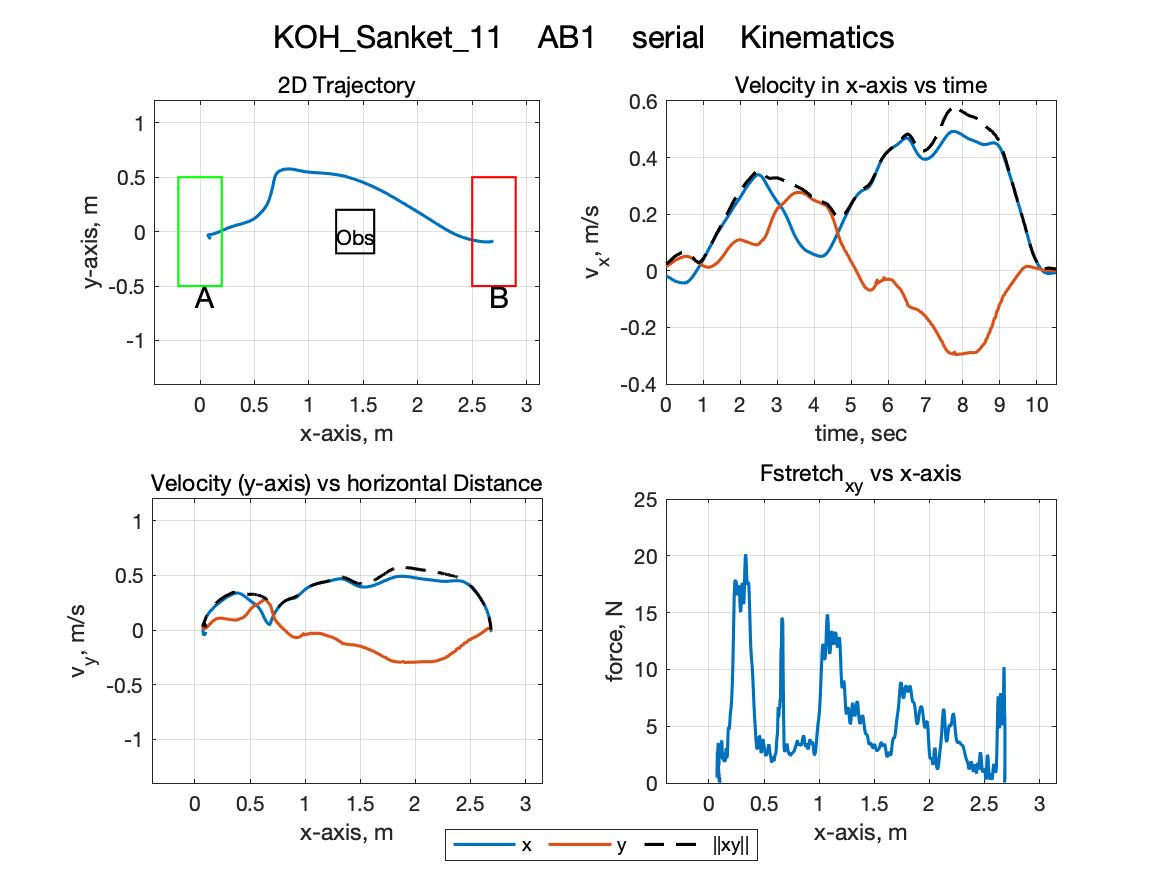 KOH_Sanket_11 AB1 serial Kinematics
2D Trajectory
1
0.5
0
-0.5
-1
y-axis, m
Obs
A
B
0 0.5 1 1.5 2 2.5 3
x-axis, m
Velocity in x-axis vs time
0.6
0.4
0.2
0
-0.2
-0.4
v_x, m/s
0 1 2 3 4 5 6 7 8 9 10
time, sec
Velocity (y-axis) vs horizontal Distance
1
0.5
0
-0.5
-1
v_y, m/s
0 0.5 1 1.5 2 2.5 3
x-axis, m
Fstretch_xy vs x-axis
25
20
15
10
5
0
force, N
0 0.5 1 1.5 2 2.5 3
x-axis, m
x y ||xy||